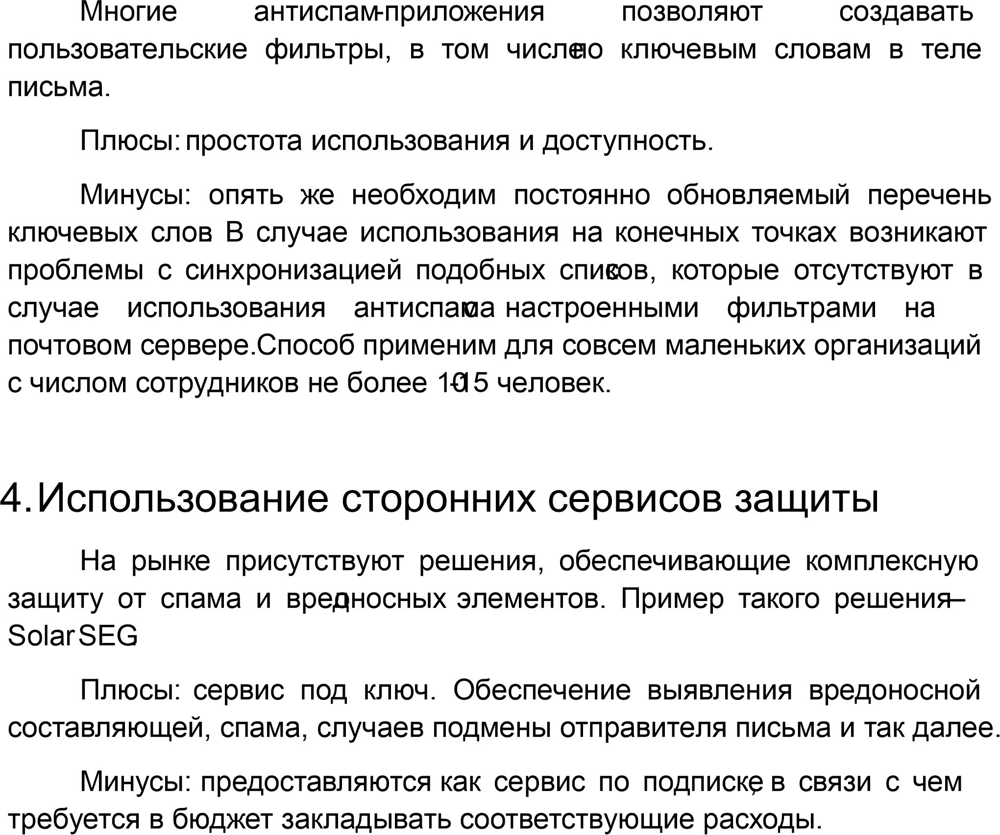 Многие антиспам-приложения позволяют создавать
пользовательские фильтры, в том числе по ключевым словам в теле
письма.
Плюсы: простота использования и доступность.
Минусы: опять же необходим постоянно обновляемый перечень
ключевых слов. В случае использования на конечных точках возникают
проблемы с синхронизацией подобных списков, которые отсутствуют в
случае использования антиспама с настроенными фильтрами на
почтовом сервере. Способ применим для совсем маленьких организаций
с числом сотрудников не более 10-15 человек.
4. Использование сторонних сервисов защиты
На рынке присутствуют решения, обеспечивающие комплексную
защиту от спама и вредоносных элементов. Пример такого решения –
Solar SEG.
Плюсы: сервис под ключ. Обеспечение выявления вредоносной
составляющей, спама, случаев подмены отправителя письма и так далее.
Минусы: предоставляются как сервис по подписке, в связи с чем
требуется в бюджет закладывать соответствующие расходы.